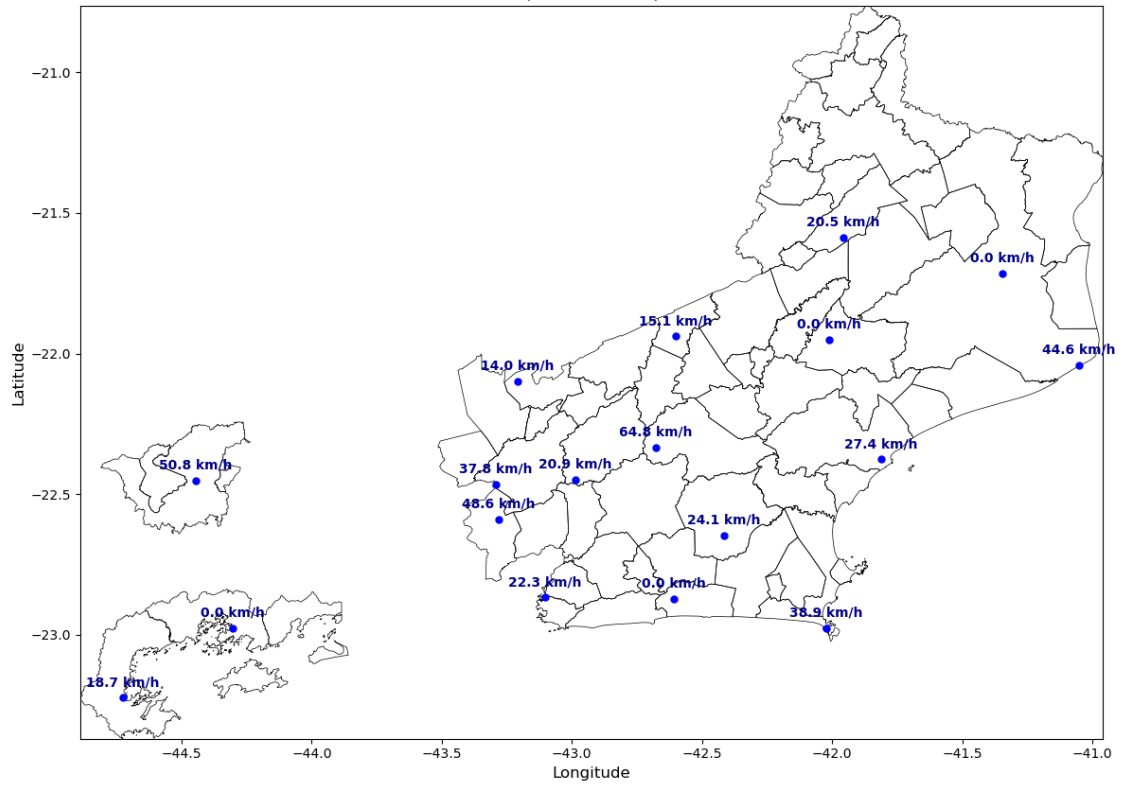 −21.0
−21.5
20.5 km/h
0.0 km/h
15.1 km/h
0.0 km/h
−22.0
44.6 km/h
14.0 km/h
64.8 km/h
27.4 km/h
50.8 km/h
37.8 km/h
20.9 km/h
−22.5
48.6 km/h
24.1 km/h
22.3 km/h
0.0 km/h
0.0 km/h
38.9 km/h
−23.0
18.7 km/h
Latitude
−44.5
−44.0
−43.5
−43.0
−42.5
−42.0
−41.5
−41.0
Longitude